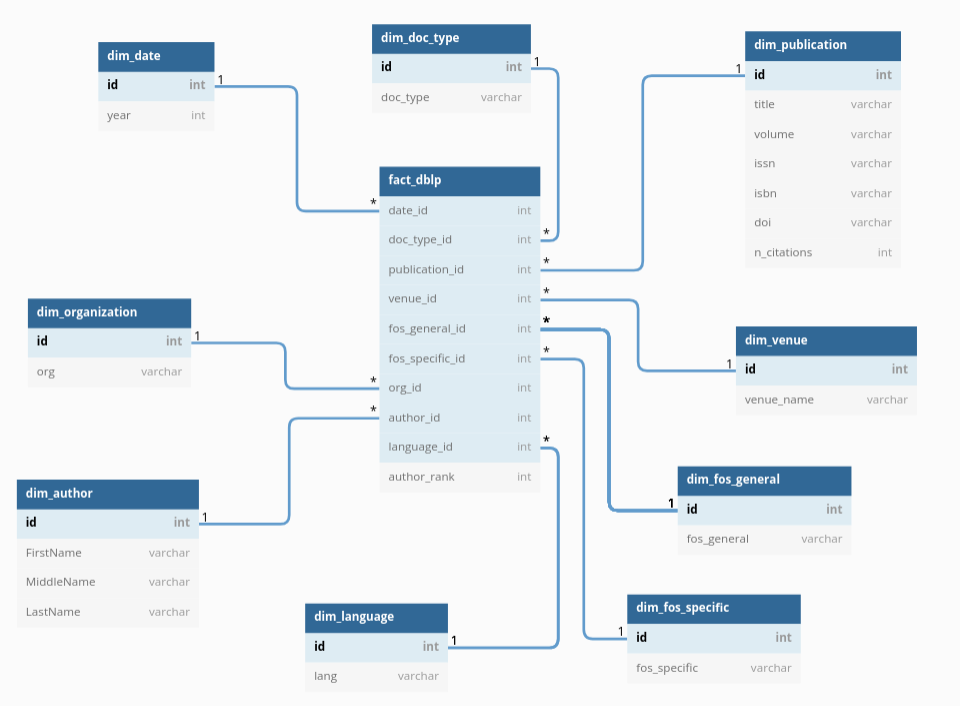 dim_date
id int
year int
1
dim_doc_type
id int
doc_type varchar
1
dim_publication
1
id int
title varchar
volume varchar
issn varchar
isbn varchar
doi varchar
n_citations int
fact_dblp
* date_id int
doc_type_id int *
publication_id int *
venue_id int *
fos_general_id int *
fos_specific_id int *
* org_id int
* author_id int
language_id int *
author_rank int
dim_organization
id int 1
org varchar
dim_venue
1 id int
venue_name varchar
dim_author
id int 1
FirstName varchar
MiddleName varchar
LastName varchar
dim_fos_general
1 id int
fos_general varchar
dim_language
id int 1
lang varchar
dim_fos_specific
1 id int
fos_specific varchar